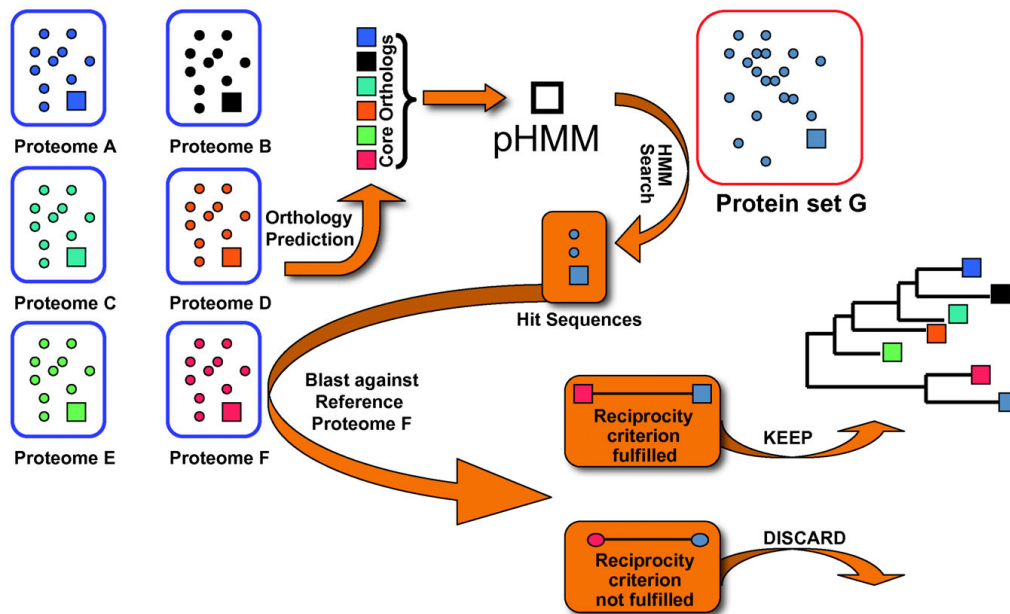 Proteome A
Proteome B
Core Orthologs
pHMM
HMM
Search
Protein set G
Proteome C
Proteome D
Orthology
Prediction
Hit Sequences
Proteome E
Proteome F
Blast against
Reference
Proteome F
Reciprocity
criterion
fulfilled
KEEP
Reciprocity
criterion
not fulfilled
DISCARD